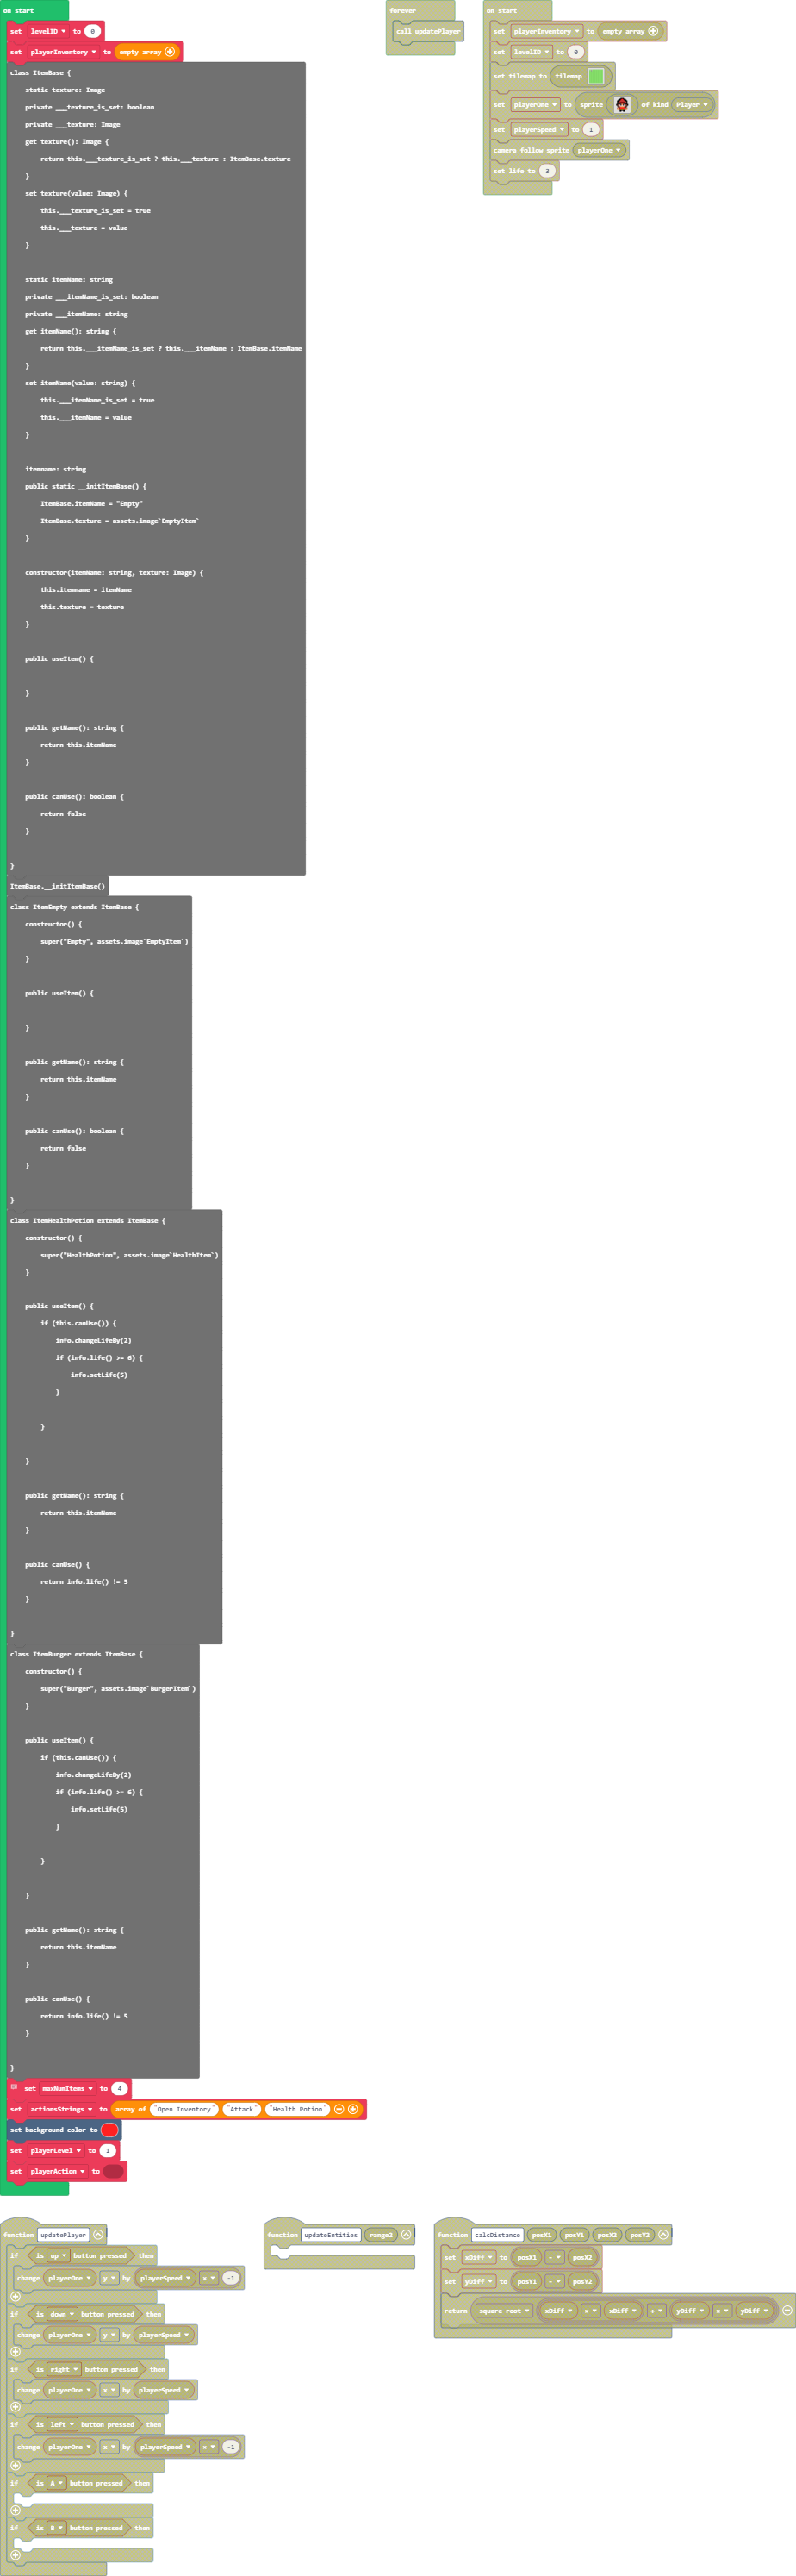 on start
set levelID to 0
set playerInventory to empty array
class ItemBase {
static texture: Image
private ___texture_is_set: boolean
private ___texture: Image
get texture(): Image {
return this.___texture_is_set ? this.___texture : ItemBase.texture
}
set texture(value: Image) {
this.___texture_is_set = true
this.___texture = value
}
static itemName: string
private ___itemName_is_set: boolean
private ___itemName: string
get itemName(): string {
return this.___itemName_is_set ? this.___itemName : ItemBase.itemName
}
set itemName(value: string) {
this.___itemName_is_set = true
this.___itemName = value
}
itemname: string
public static __initItemBase() {
ItemBase.itemName = "Empty"
ItemBase.texture = assets.image`EmptyItem`
}
constructor(itemName: string, texture: Image) {
this.itemname = itemName
this.texture = texture
}
public useItem() {
}
public getName(): string {
return this.itemName
}
public canUse(): boolean {
return false
}
}
ItemBase.__initItemBase()
class ItemEmpty extends ItemBase {
constructor() {
super("Empty", assets.image`EmptyItem`)
}
public useItem() {
}
public getName(): string {
return this.itemName
}
public canUse(): boolean {
return false
}
}
class ItemHealthPotion extends ItemBase {
constructor() {
super("HealthPotion", assets.image`HealthItem`)
}
public useItem() {
if (this.canUse()) {
info.changeLifeBy(2)
if (info.life() >= 6) {
info.setLife(5)
}
}
}
public getName(): string {
return this.itemName
}
public canUse() {
return info.life() != 5
}
}
class ItemBurger extends ItemBase {
constructor() {
super("Burger", assets.image`BurgerItem`)
}
public useItem() {
if (this.canUse()) {
info.changeLifeBy(2)
if (info.life() >= 6) {
info.setLife(5)
}
}
}
public getName(): string {
return this.itemName
}
public canUse() {
return info.life() != 5
}
}
set maxNumItems to 4
set actionsStrings to array of "Open Inventory" "Attack" "Health Potion"
set background color to
set playerLevel to 1
set playerAction to
forever
call updatePlayer
on start
set playerInventory to empty array
set levelID to 0
set tilemap to tilemap
set playerOne to sprite of kind Player
set playerSpeed to 1
camera follow sprite playerOne
set life to 3
function updatePlayer
if is up button pressed then
change playerOne y by playerSpeed × -1
if is down button pressed then
change playerOne y by playerSpeed
if is right button pressed then
change playerOne x by playerSpeed
if is left button pressed then
change playerOne x by playerSpeed × -1
if is A button pressed then
if is B button pressed then
function updateEntities range2
function calcDistance posX1 posY1 posX2 posY2
set xDiff to posX1 - posX2
set yDiff to posY1 - posY2
return square root xDiff × xDiff + yDiff × yDiff